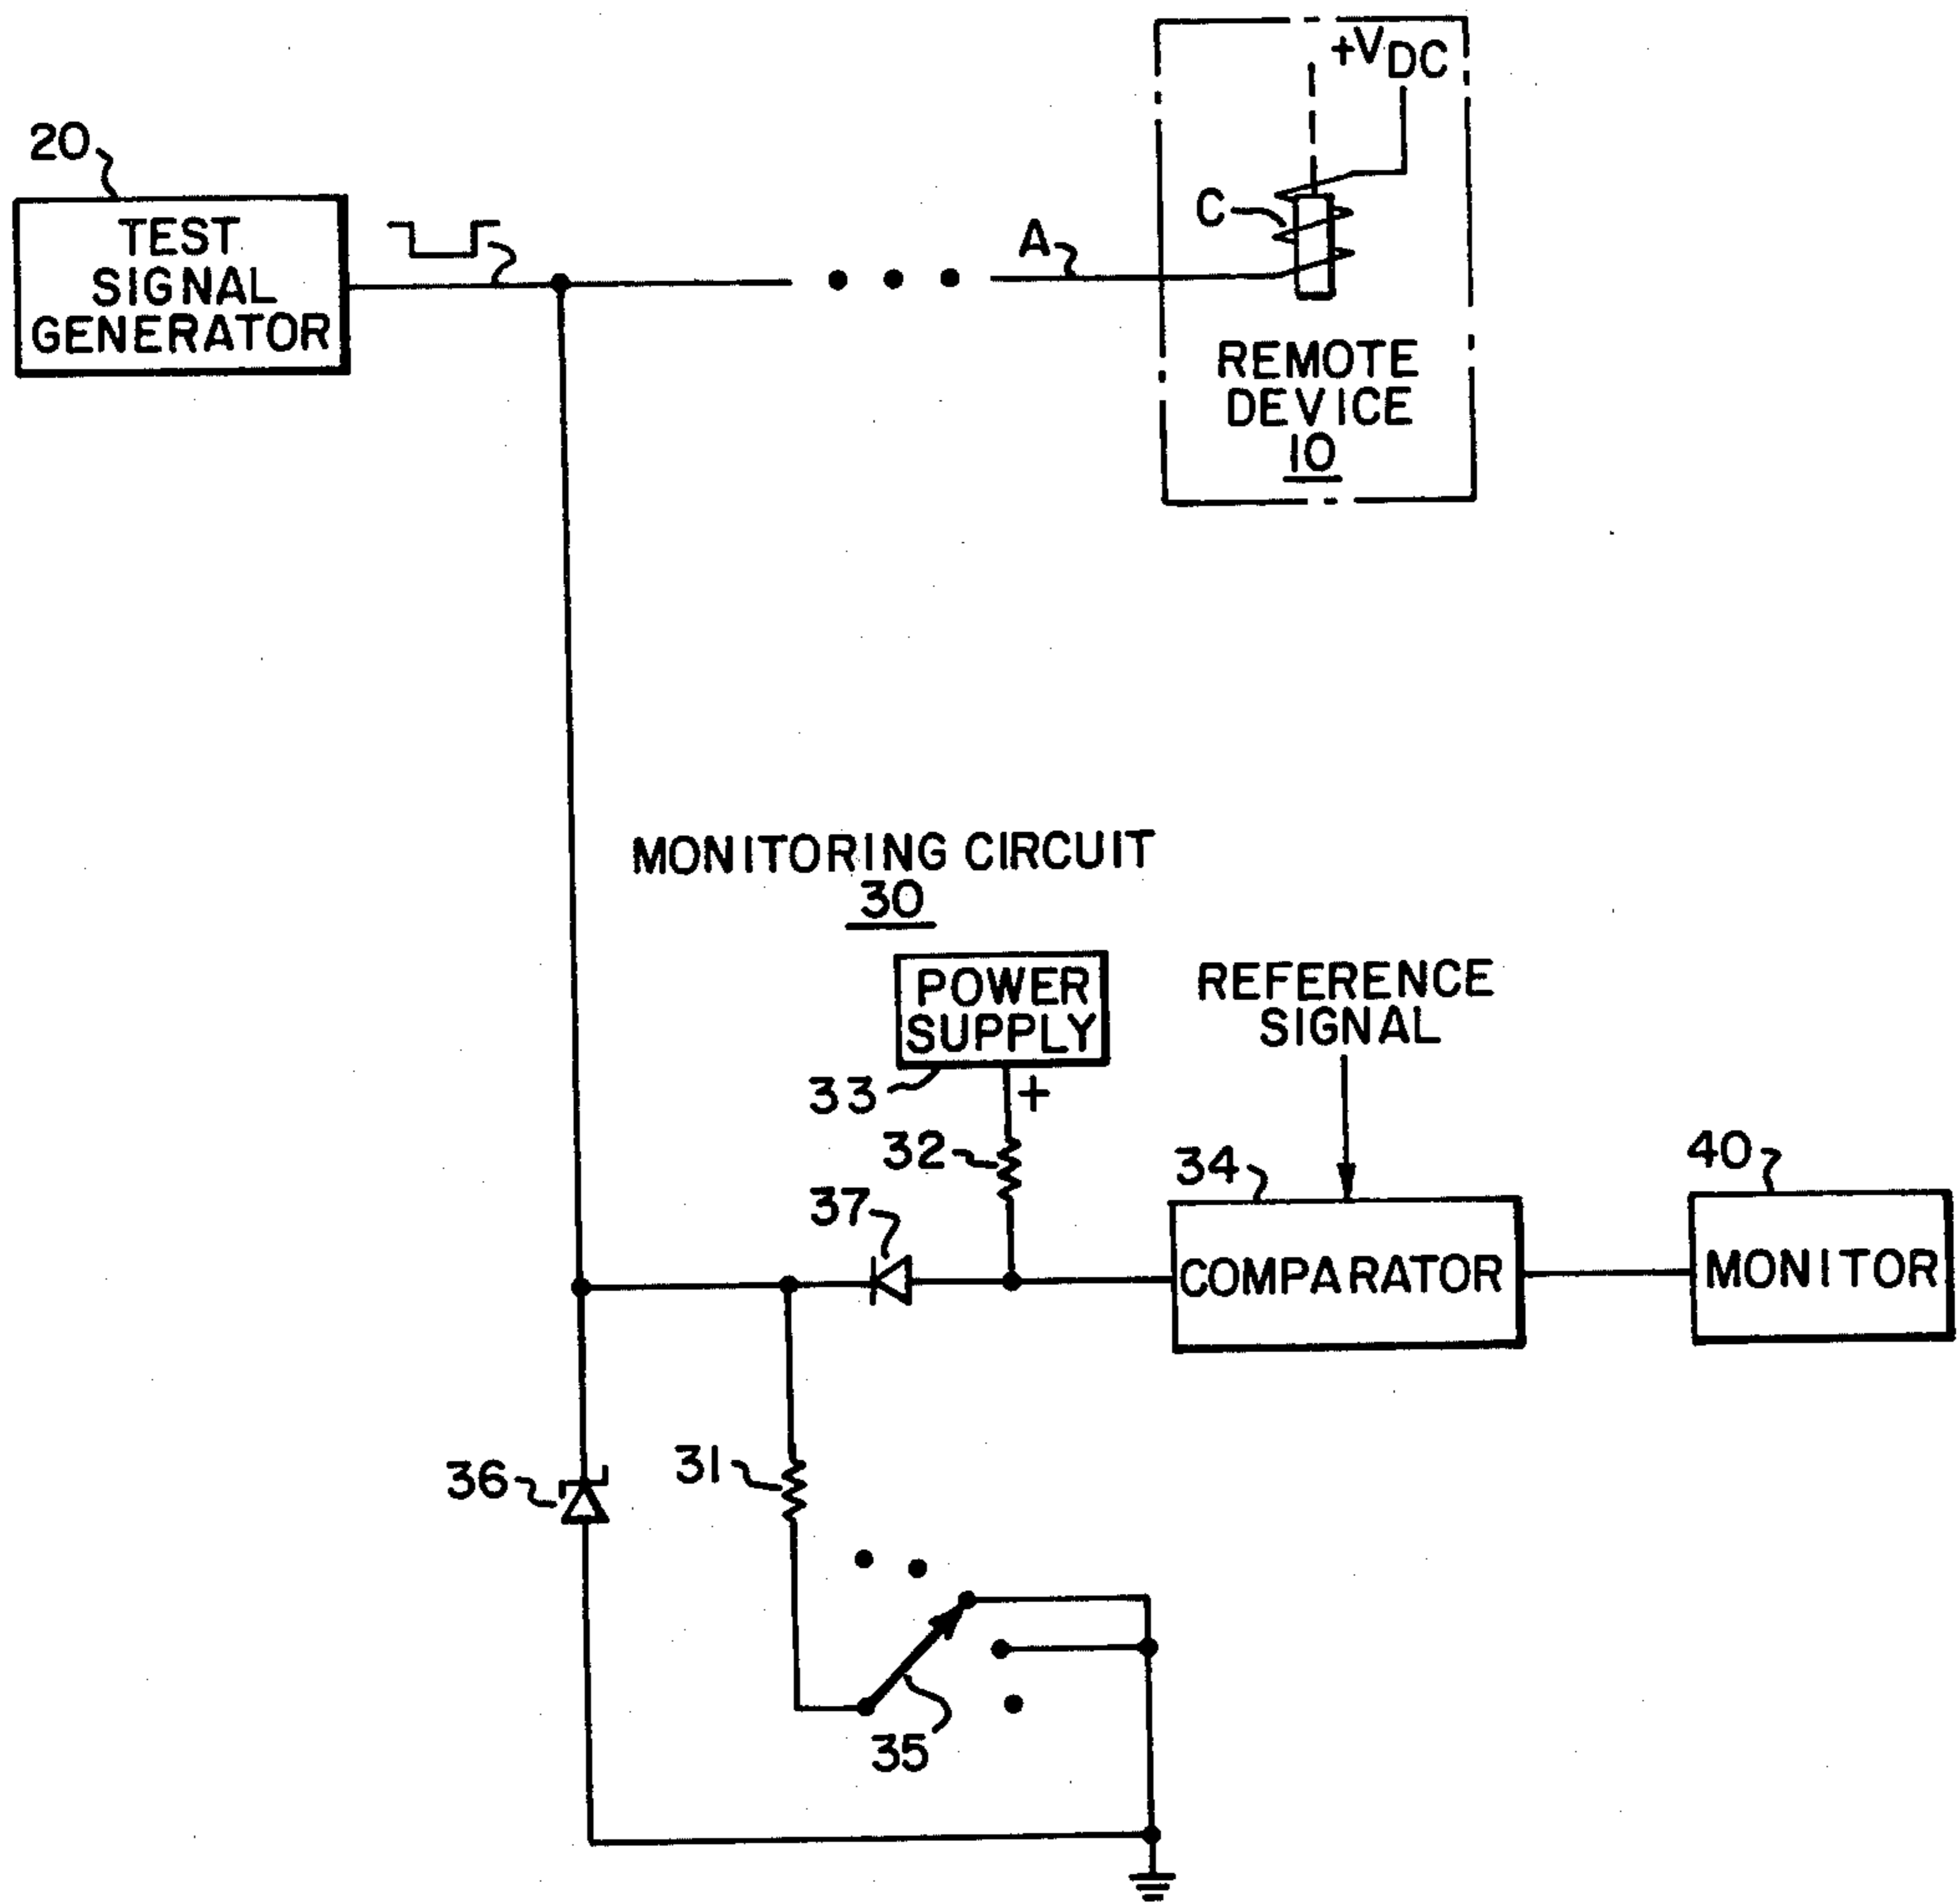 +VDC
20
TEST
SIGNAL
GENERATOR
A
C
REMOTE
DEVICE
10
MONITORING CIRCUIT
30
POWER
SUPPLY
REFERENCE
SIGNAL
33
+
32
34
40
37
COMPARATOR
MONITOR
36
31
35